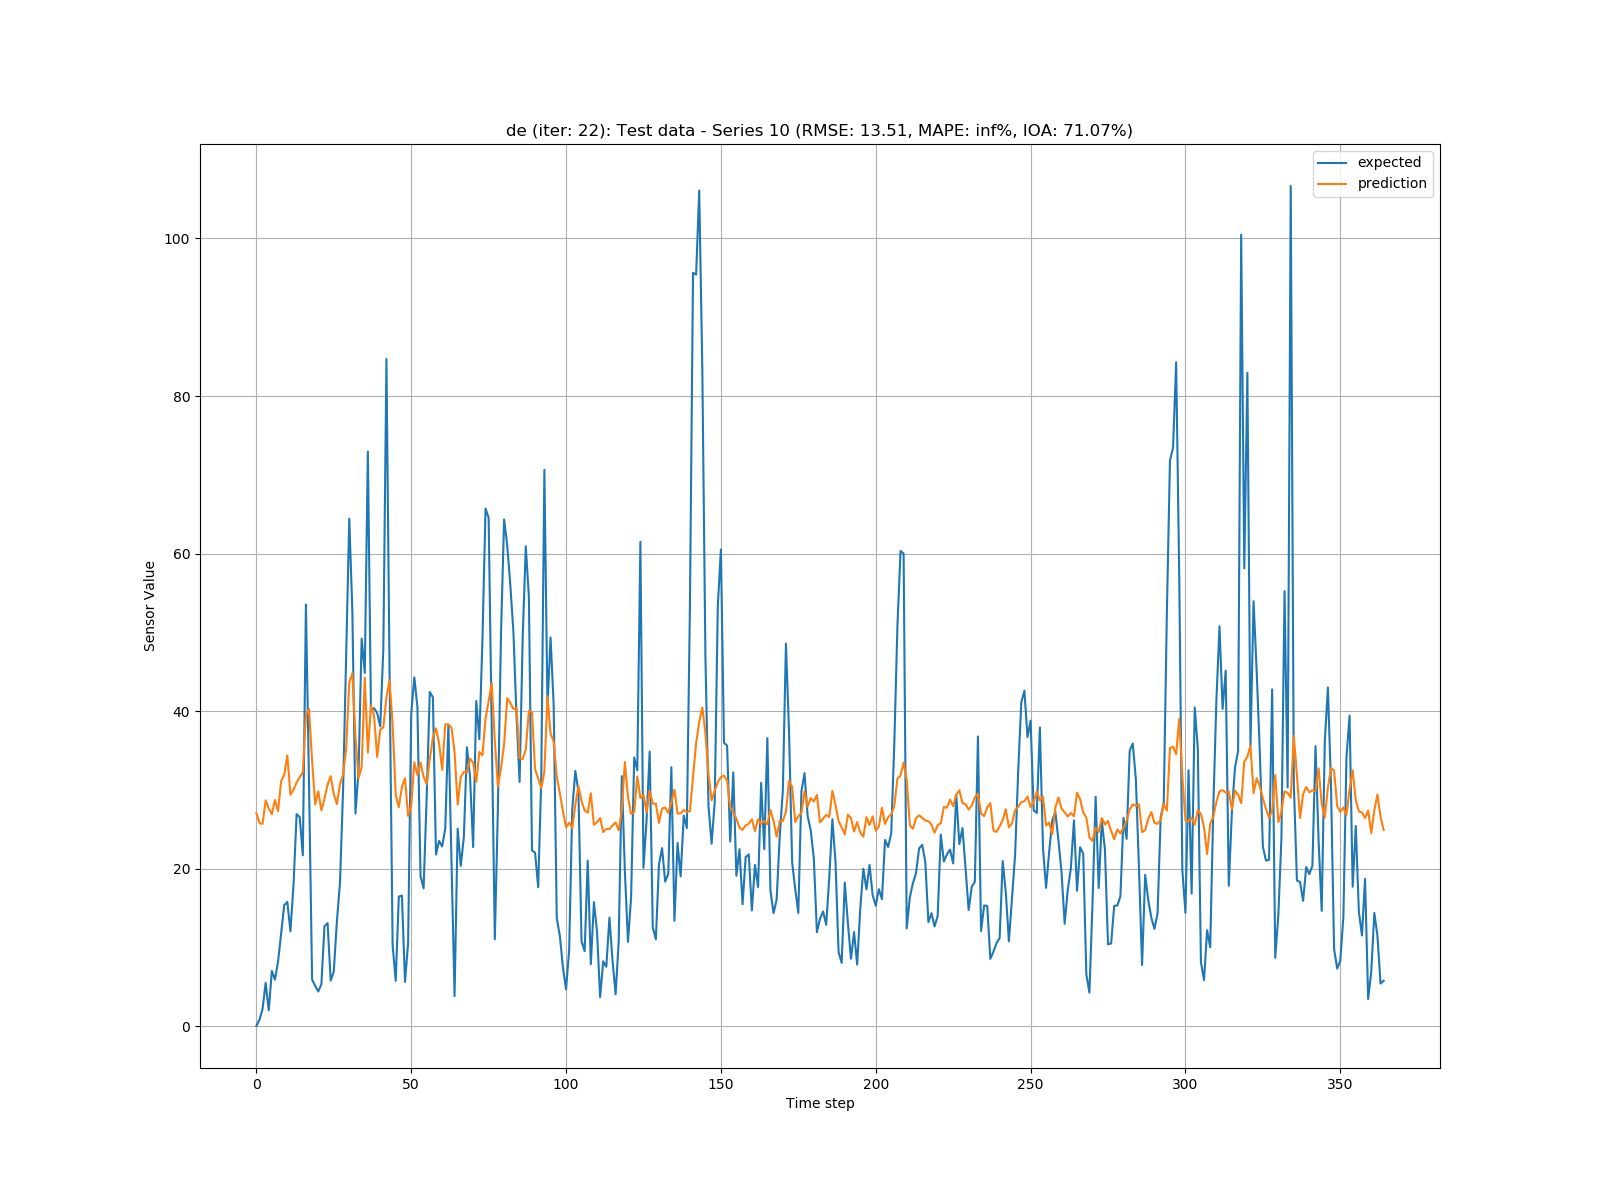 de (iter: 22): Test data - Series 10 (RMSE: 13.51, MAPE: inf%, IOA: 71.07%)
expected
prediction
100
80
60
40
20
0
Sensor Value
0 50 100 150 200 250 300 350
Time step